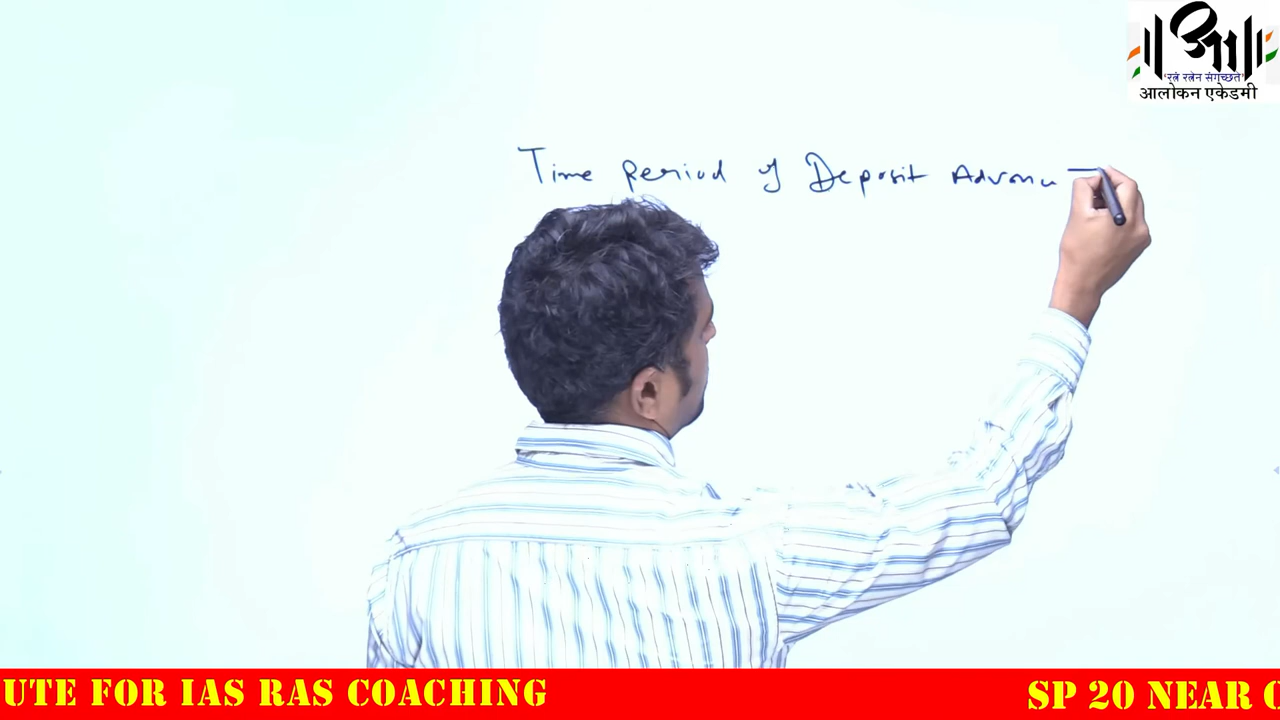 'रत्नं रत्नेन संगच्छते'
आलोकन एकेडमी
Time Period of Deposit Advance
UTE FOR IAS RAS COACHING
SP 20 NEAR